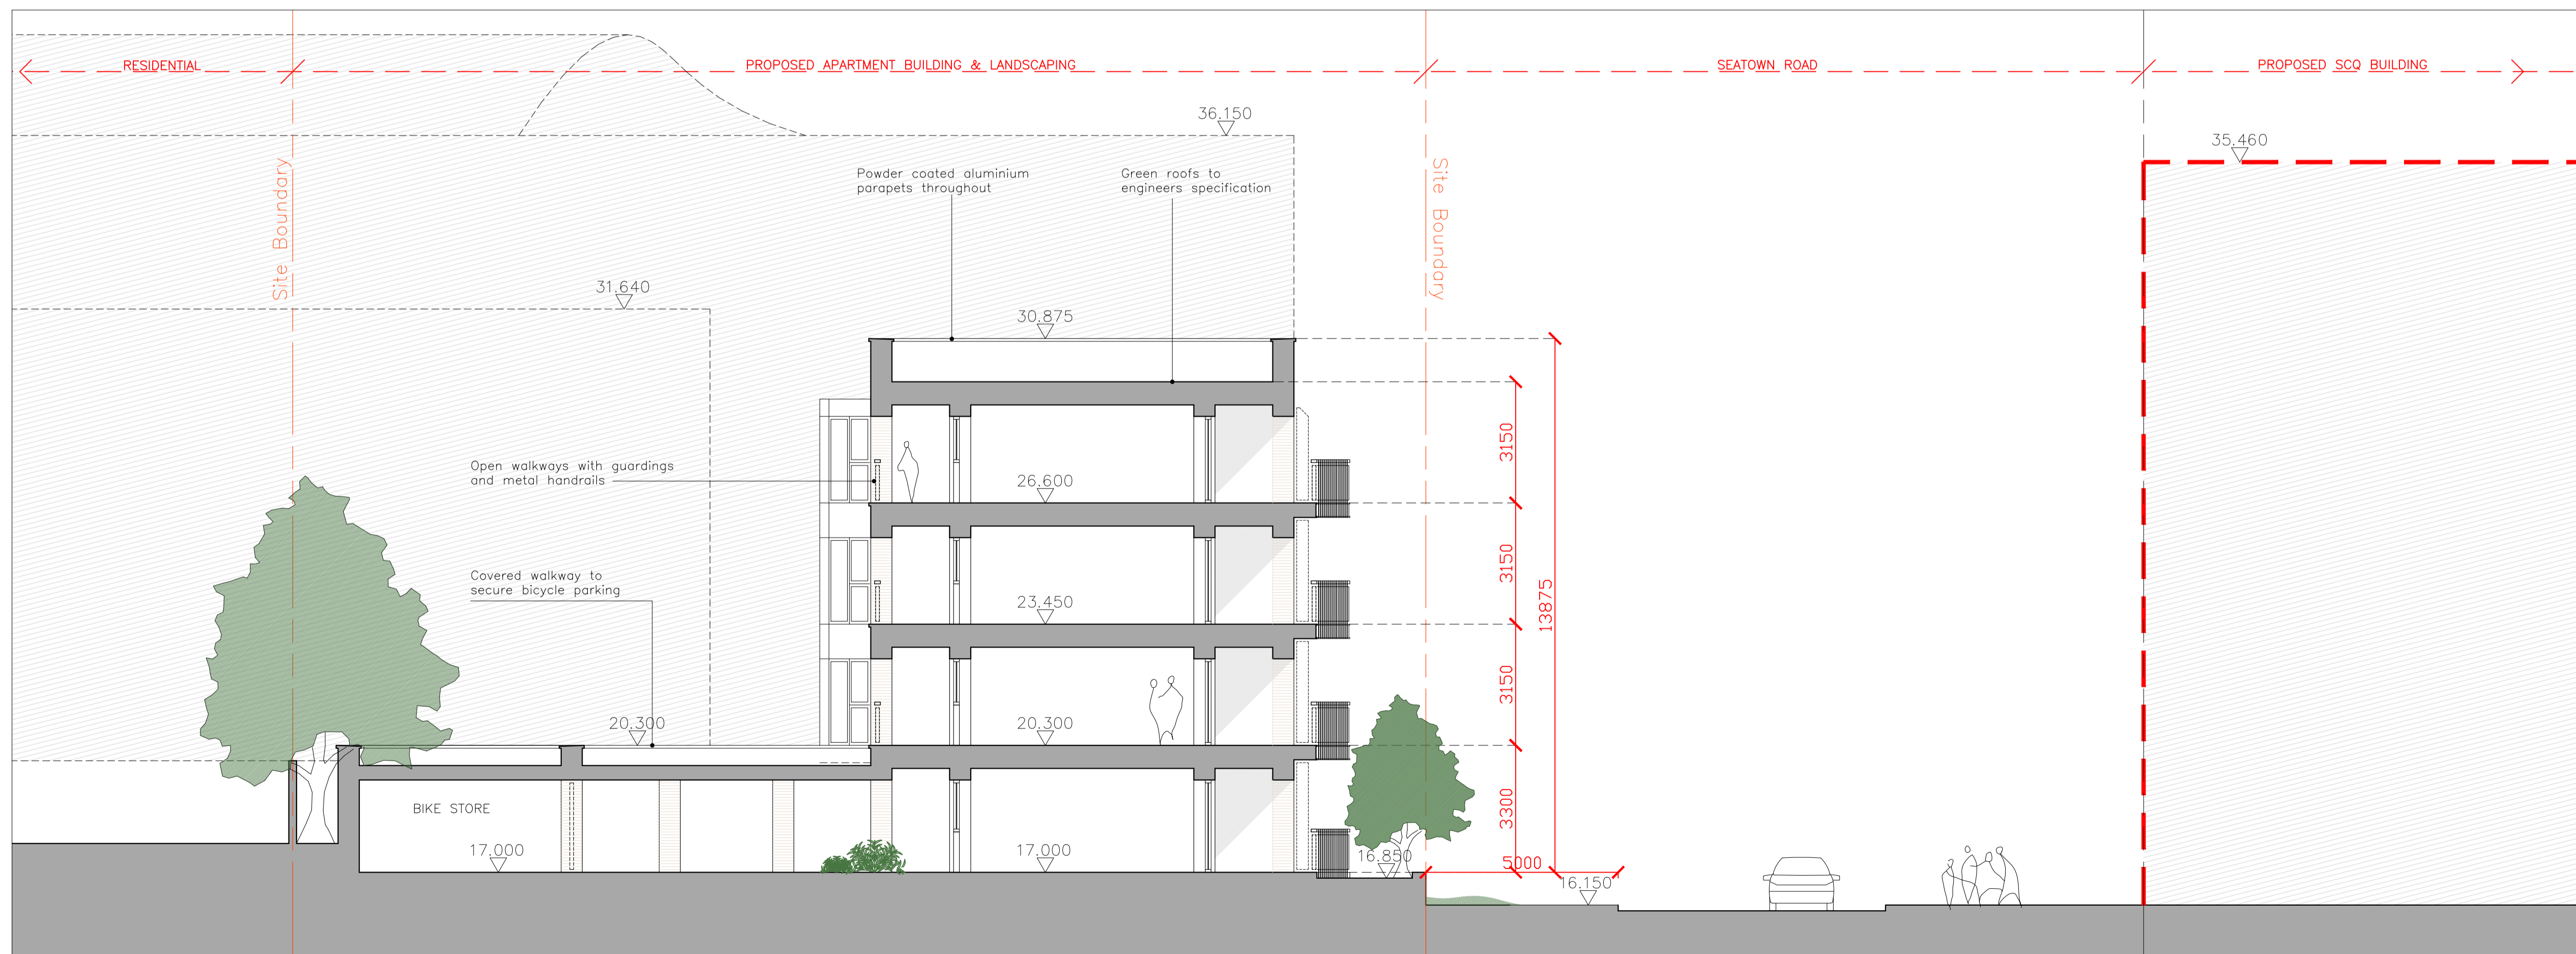 RESIDENTIAL
PROPOSED APARTMENT BUILDING & LANDSCAPING
SEATOWN ROAD
PROPOSED SCQ BUILDING
36.150
35.460
Site Boundary
Site Boundary
Powder coated aluminium
parapets throughout
Green roofs to
engineers specification
31.640
30.875
3150
Open walkways with guardings
and metal handrails
26.600
3150
Covered walkway to
secure bicycle parking
23.450
13875
3150
20.300
20.300
BIKE STORE
3300
17.000
17.000
16.850
5000
16.150